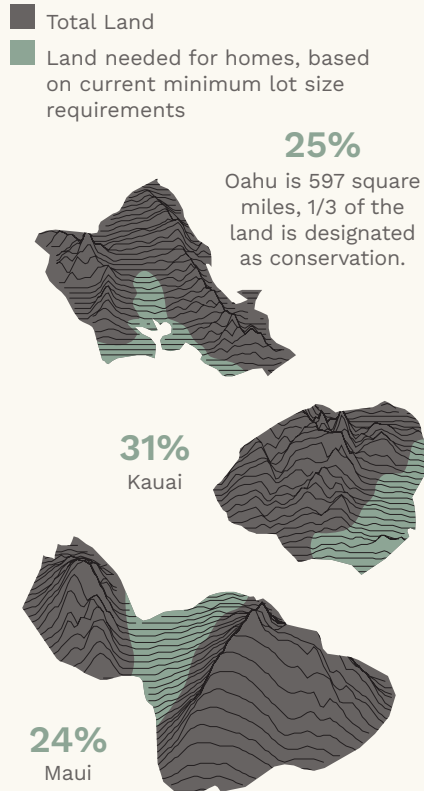 Total Land
Land needed for homes, based
on current minimum lot size
requirements
25%
Oahu is 597 square
miles, 1/3 of the
land is designated
as conservation.
31%
Kauai
24%
Maui